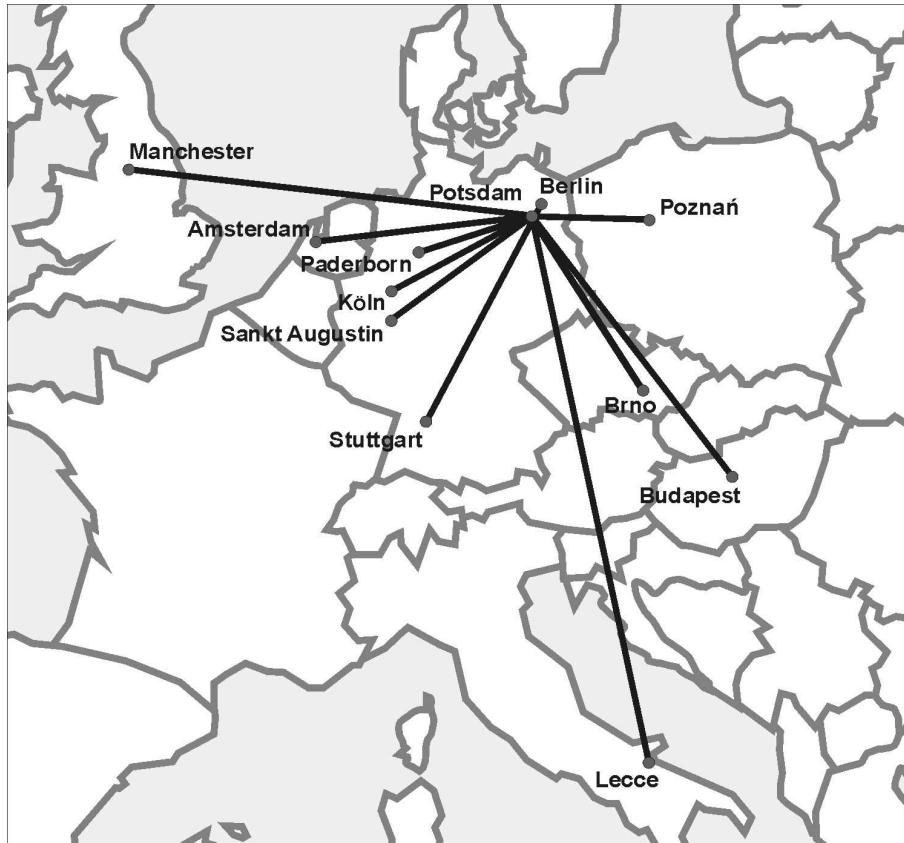 Manchester
Berlin
Potsdam
Poznań
Amsterdam
Paderborn
Köln
Sankt Augustin
Brno
Stuttgart
Budapest
Lecce